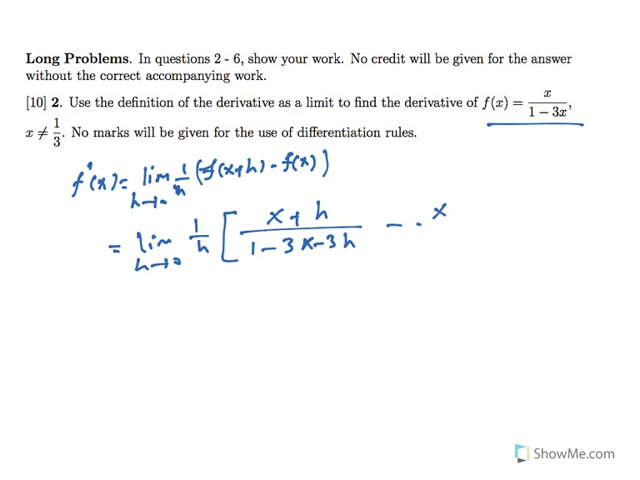 Long Problems. In questions 2 - 6, show your work. No credit will be given for the answer
without the correct accompanying work.
[10] 2. Use the definition of the derivative as a limit to find the derivative of f(x) = x/(1 − 3x),
x ≠ 1/3. No marks will be given for the use of differentiation rules.
f'(x) = lim h→0 1/h (f(x+h) - f(x))
= lim h→0 1/h [ (x+h)/(1-3x-3h) - x
ShowMe.com